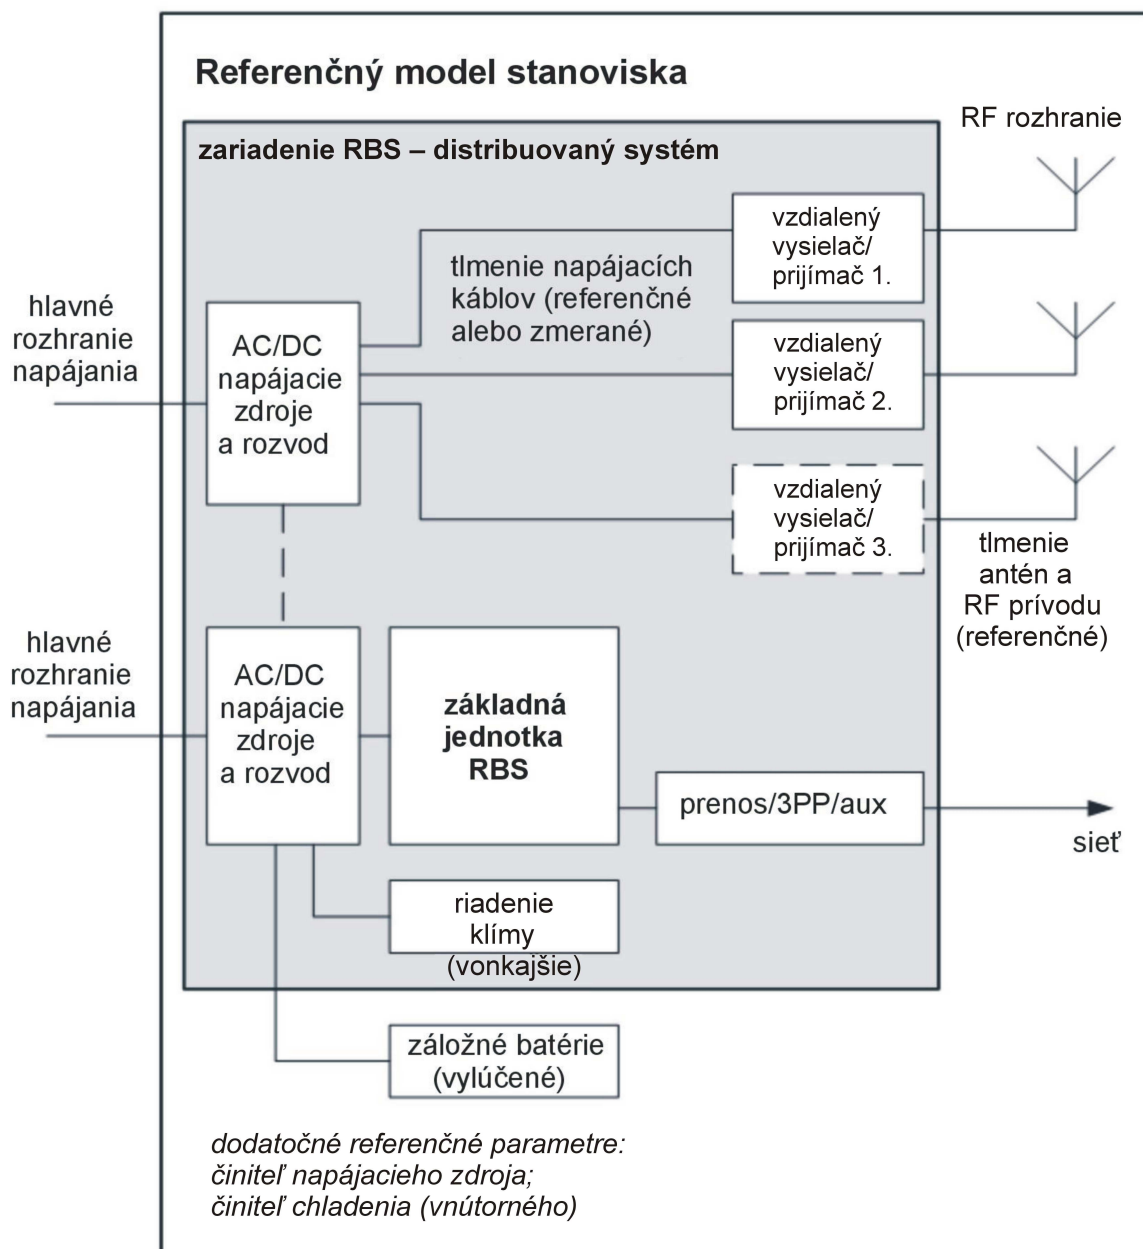 Referenčný model stanoviska
RF rozhranie
zariadenie RBS – distribuovaný systém
vzdialený
vysielač/
prijímač 1.
tlmenie napájacích
káblov (referenčné
alebo zmerané)
hlavné
rozhranie
napájania
AC/DC
napájacie
zdroje
a rozvod
vzdialený
vysielač/
prijímač 2.
vzdialený
vysielač/
prijímač 3.
tlmenie
antén a
RF prívodu
(referenčné)
hlavné
rozhranie
napájania
AC/DC
napájacie
zdroje
a rozvod
základná
jednotka
RBS
prenos/3PP/aux
sieť
riadenie
klímy
(vonkajšie)
záložné batérie
(vylúčené)
dodatočné referenčné parametre:
činiteľ napájacieho zdroja;
činiteľ chladenia (vnútorného)